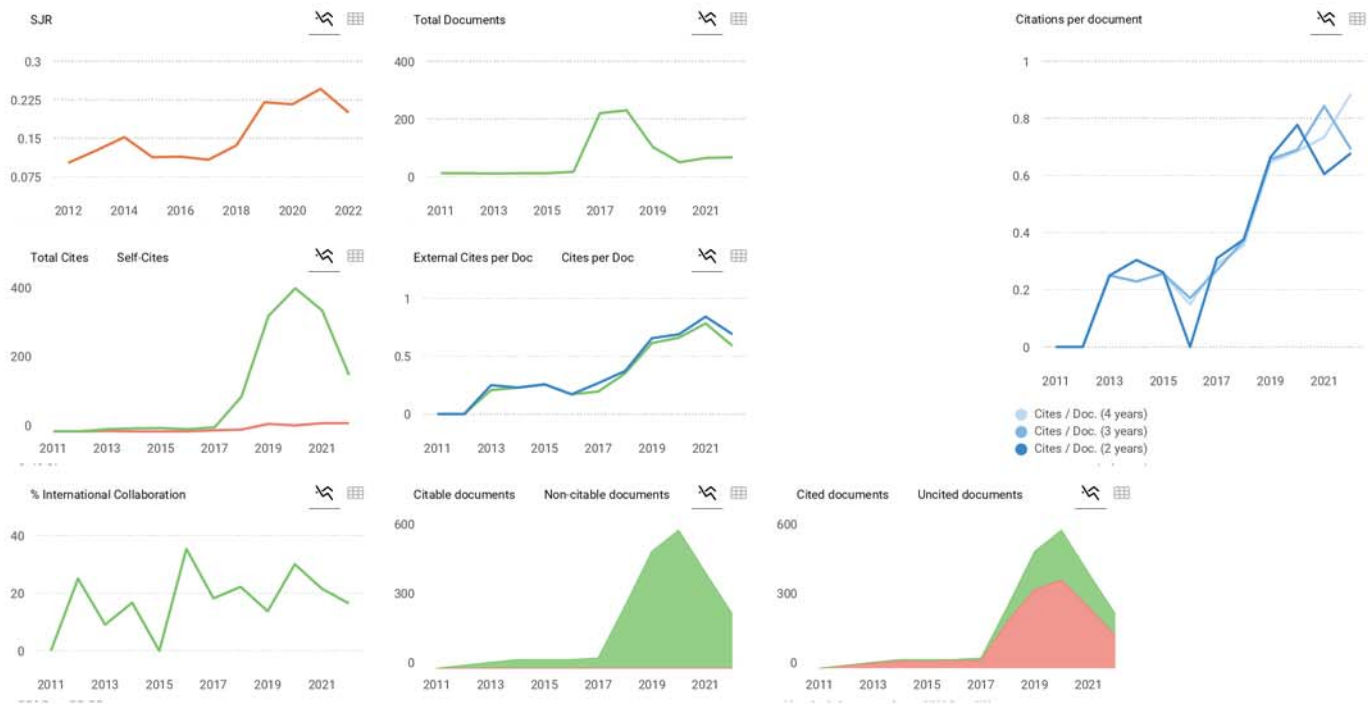 SJR
0.3
0.225
0.15
0.075
2012 2014 2016 2018 2020 2022
Total Documents
400
200
0
2011 2013 2015 2017 2019 2021
Citations per document
1
0.8
0.6
0.4
0.2
0
2011 2013 2015 2017 2019 2021
Cites / Doc. (4 years)
Cites / Doc. (3 years)
Cites / Doc. (2 years)
Total Cites Self-Cites
400
200
0
2011 2013 2015 2017 2019 2021
External Cites per Doc Cites per Doc
1
0.5
0
2011 2013 2015 2017 2019 2021
% International Collaboration
40
20
0
2011 2013 2015 2017 2019 2021
Citable documents Non-citable documents
600
300
0
2011 2013 2015 2017 2019 2021
Cited documents Uncited documents
600
300
0
2011 2013 2015 2017 2019 2021